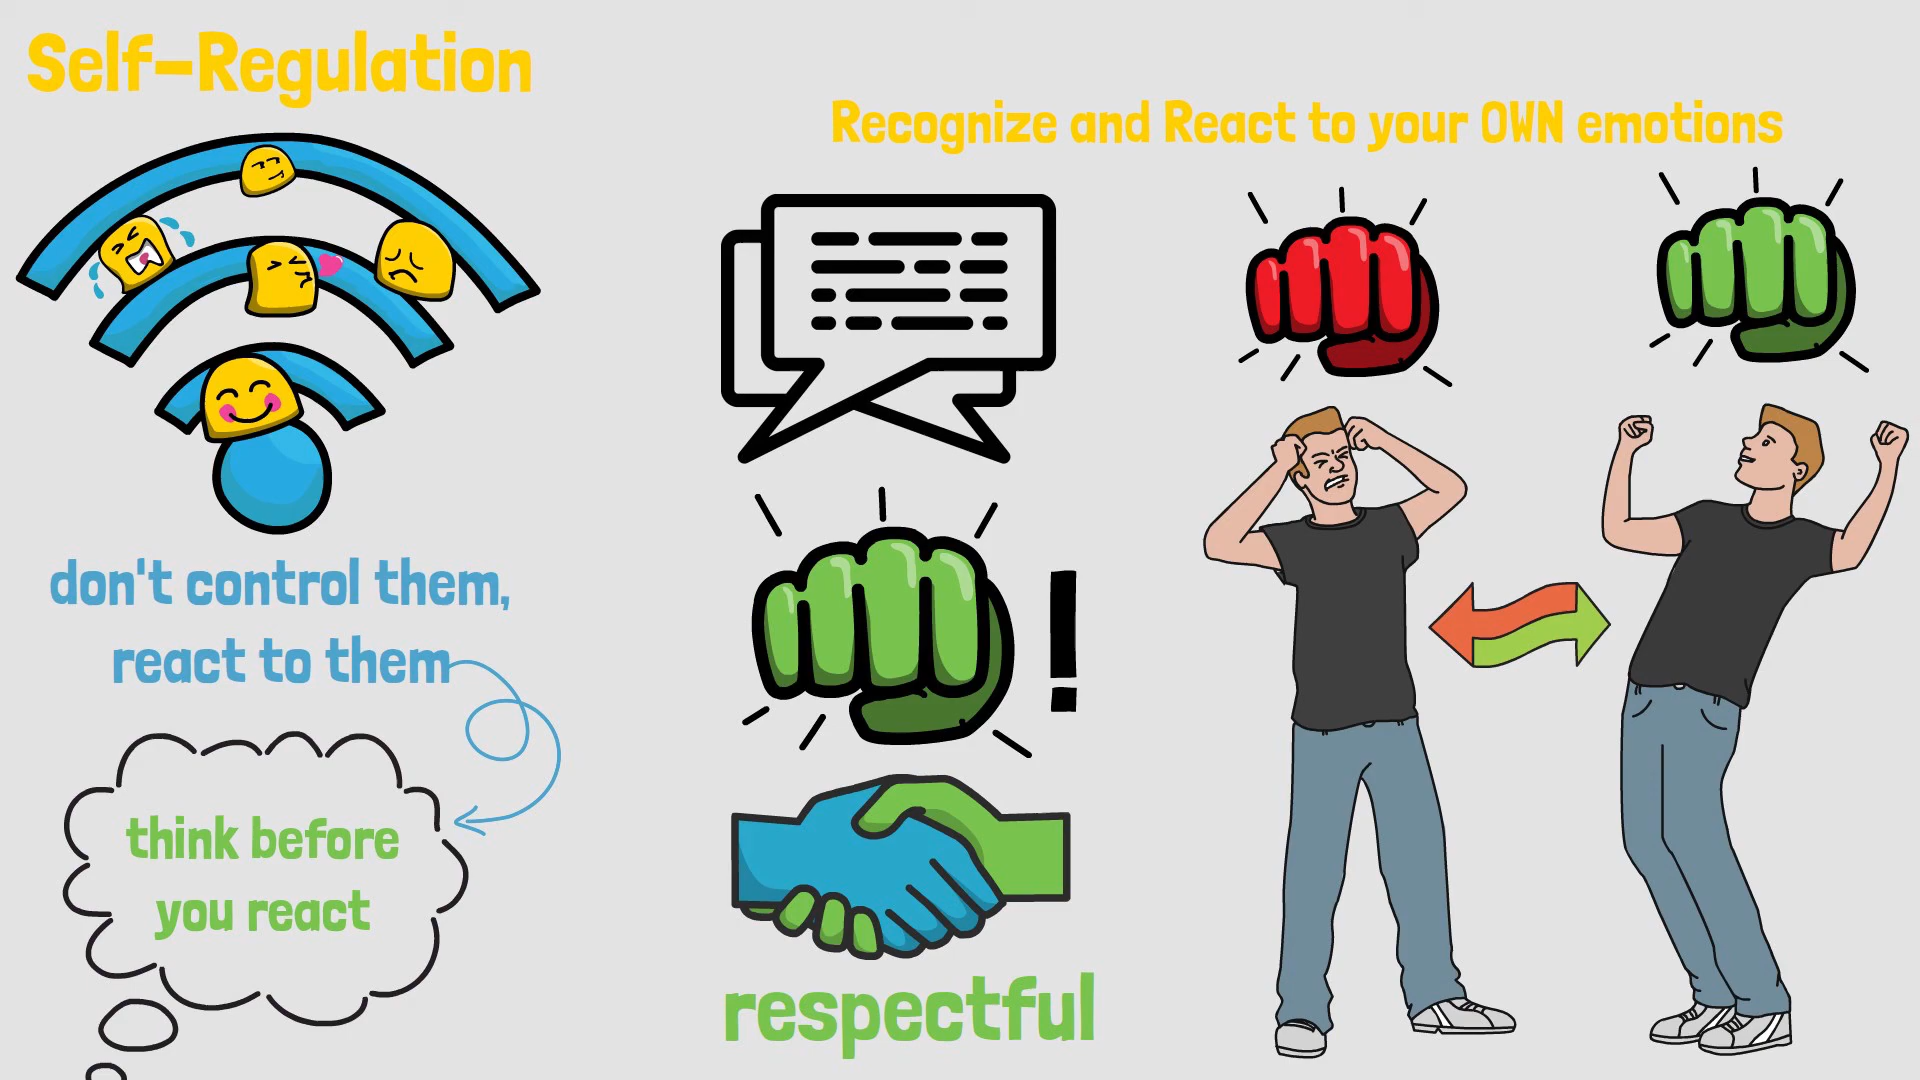 Self-Regulation
Recognize and React to your OWN emotions
don't control them,
react to them
think before
you react
!
respectful